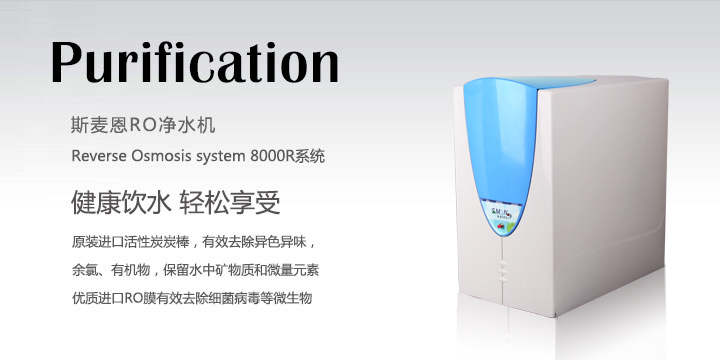 Purification
斯麦恩RO净水机
Reverse Osmosis system 8000R系统
健康饮水 轻松享受
原装进口活性炭炭棒，有效去除异色异味，
余氯、有机物，保留水中矿物质和微量元素
优质进口RO膜有效去除细菌病毒等微生物